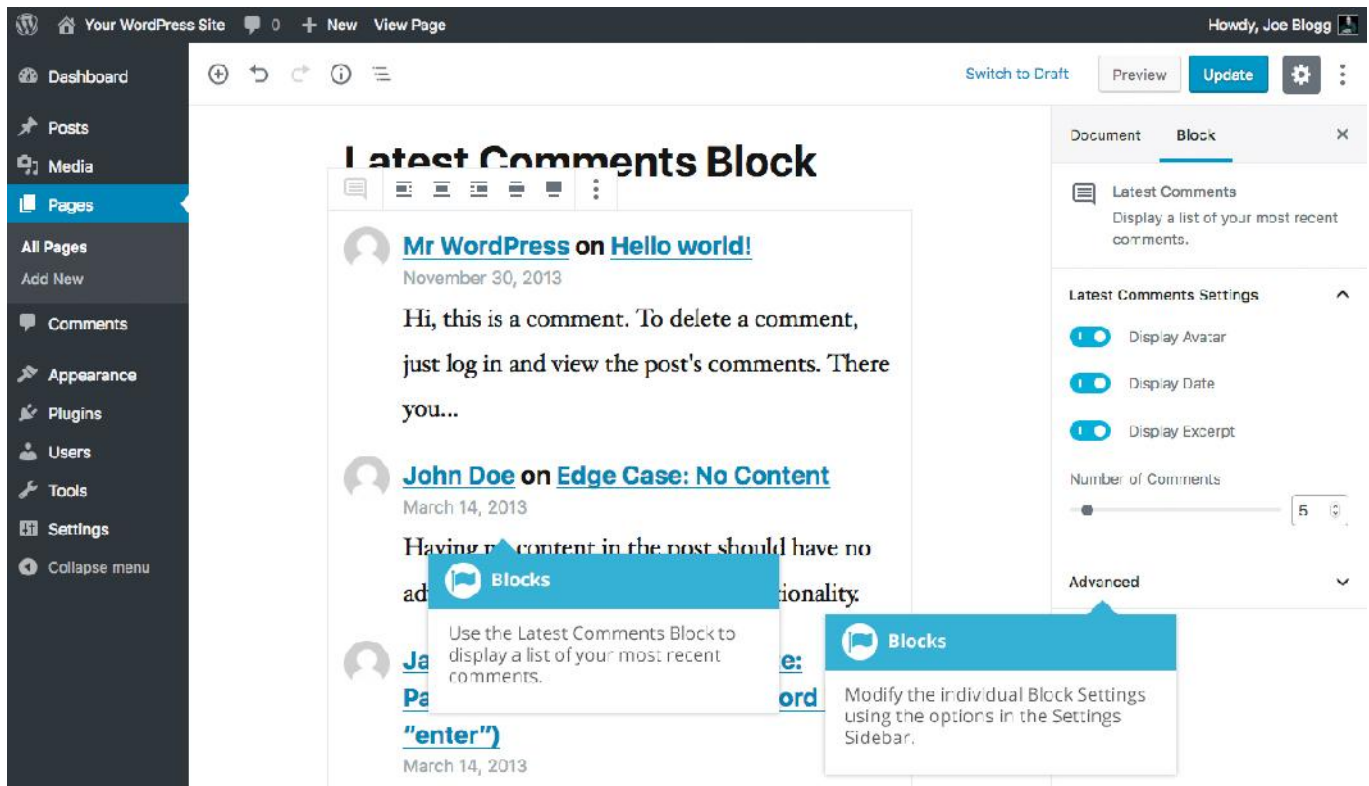 Your WordPress Site 0 New View Page Howdy, Joe Blogg
Dashboard
Posts
Media
Pages
All Pages
Add New
Comments
Appearance
Plugins
Users
Tools
Settings
Collapse menu
Switch to Draft Preview Update
Latest Comments Block
Mr WordPress on Hello world!
November 30, 2013
Hi, this is a comment. To delete a comment,
just log in and view the post's comments. There
you...
John Doe on Edge Case: No Content
March 14, 2013
Having content in the post should have no
Blocks
Use the Latest Comments Block to
display a list of your most recent
comments.
"enter")
March 14, 2013
Document Block
Latest Comments
Display a list of your most recent
comments.
Latest Comments Settings
Display Avatar
Display Date
Display Excerpt
Number of Comments
5
Advanced
Blocks
Modify the individual Block Settings
using the options in the Settings
Sidebar.